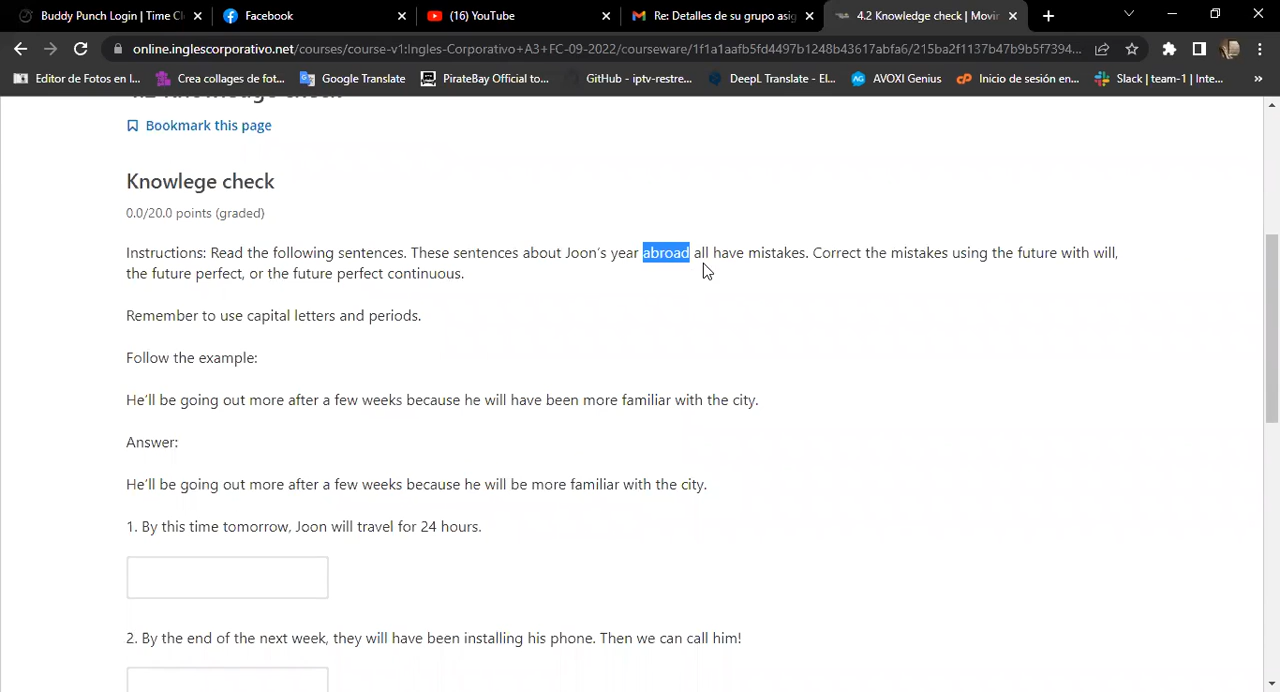 Buddy Punch Login | Time Cl
Facebook
(16) YouTube
Re: Detalles de su grupo asig
4.2 Knowledge check | Movin
online.inglescorporativo.net/courses/course-v1:Ingles-Corporativo+A3+FC-09-2022/courseware/1f1a1aafb5fd4497b1248b43617abfa6/215ba2f1137b47b9b5f7394...
Editor de Fotos en l...
Crea collages de fot...
Google Translate
PirateBay Official to...
GitHub - iptv-restre...
DeepL Translate - El...
AVOXI Genius
Inicio de sesión en...
Slack | team-1 | Inte...
4.2 Knowledge check
Bookmark this page
Knowlege check
0.0/20.0 points (graded)
Instructions: Read the following sentences. These sentences about Joon's year abroad all have mistakes. Correct the mistakes using the future with will,
the future perfect, or the future perfect continuous.
Remember to use capital letters and periods.
Follow the example:
He'll be going out more after a few weeks because he will have been more familiar with the city.
Answer:
He'll be going out more after a few weeks because he will be more familiar with the city.
1. By this time tomorrow, Joon will travel for 24 hours.
2. By the end of the next week, they will have been installing his phone. Then we can call him!